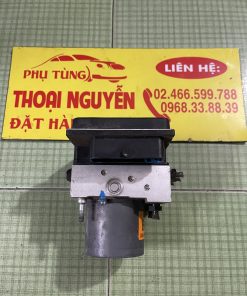 PHỤ TÙNG
LIÊN HỆ:
THOẠI NGUYỄN
02.466.599.788
0968.33.88.39
ĐẶT HÀ